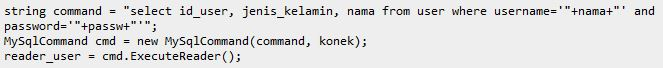 string command = "select id_user, jenis_kelamin, nama from user where username='"+nama+"' and
password='"+passw+"'";
MySqlCommand cmd = new MySqlCommand(command, konek);
reader_user = cmd.ExecuteReader();